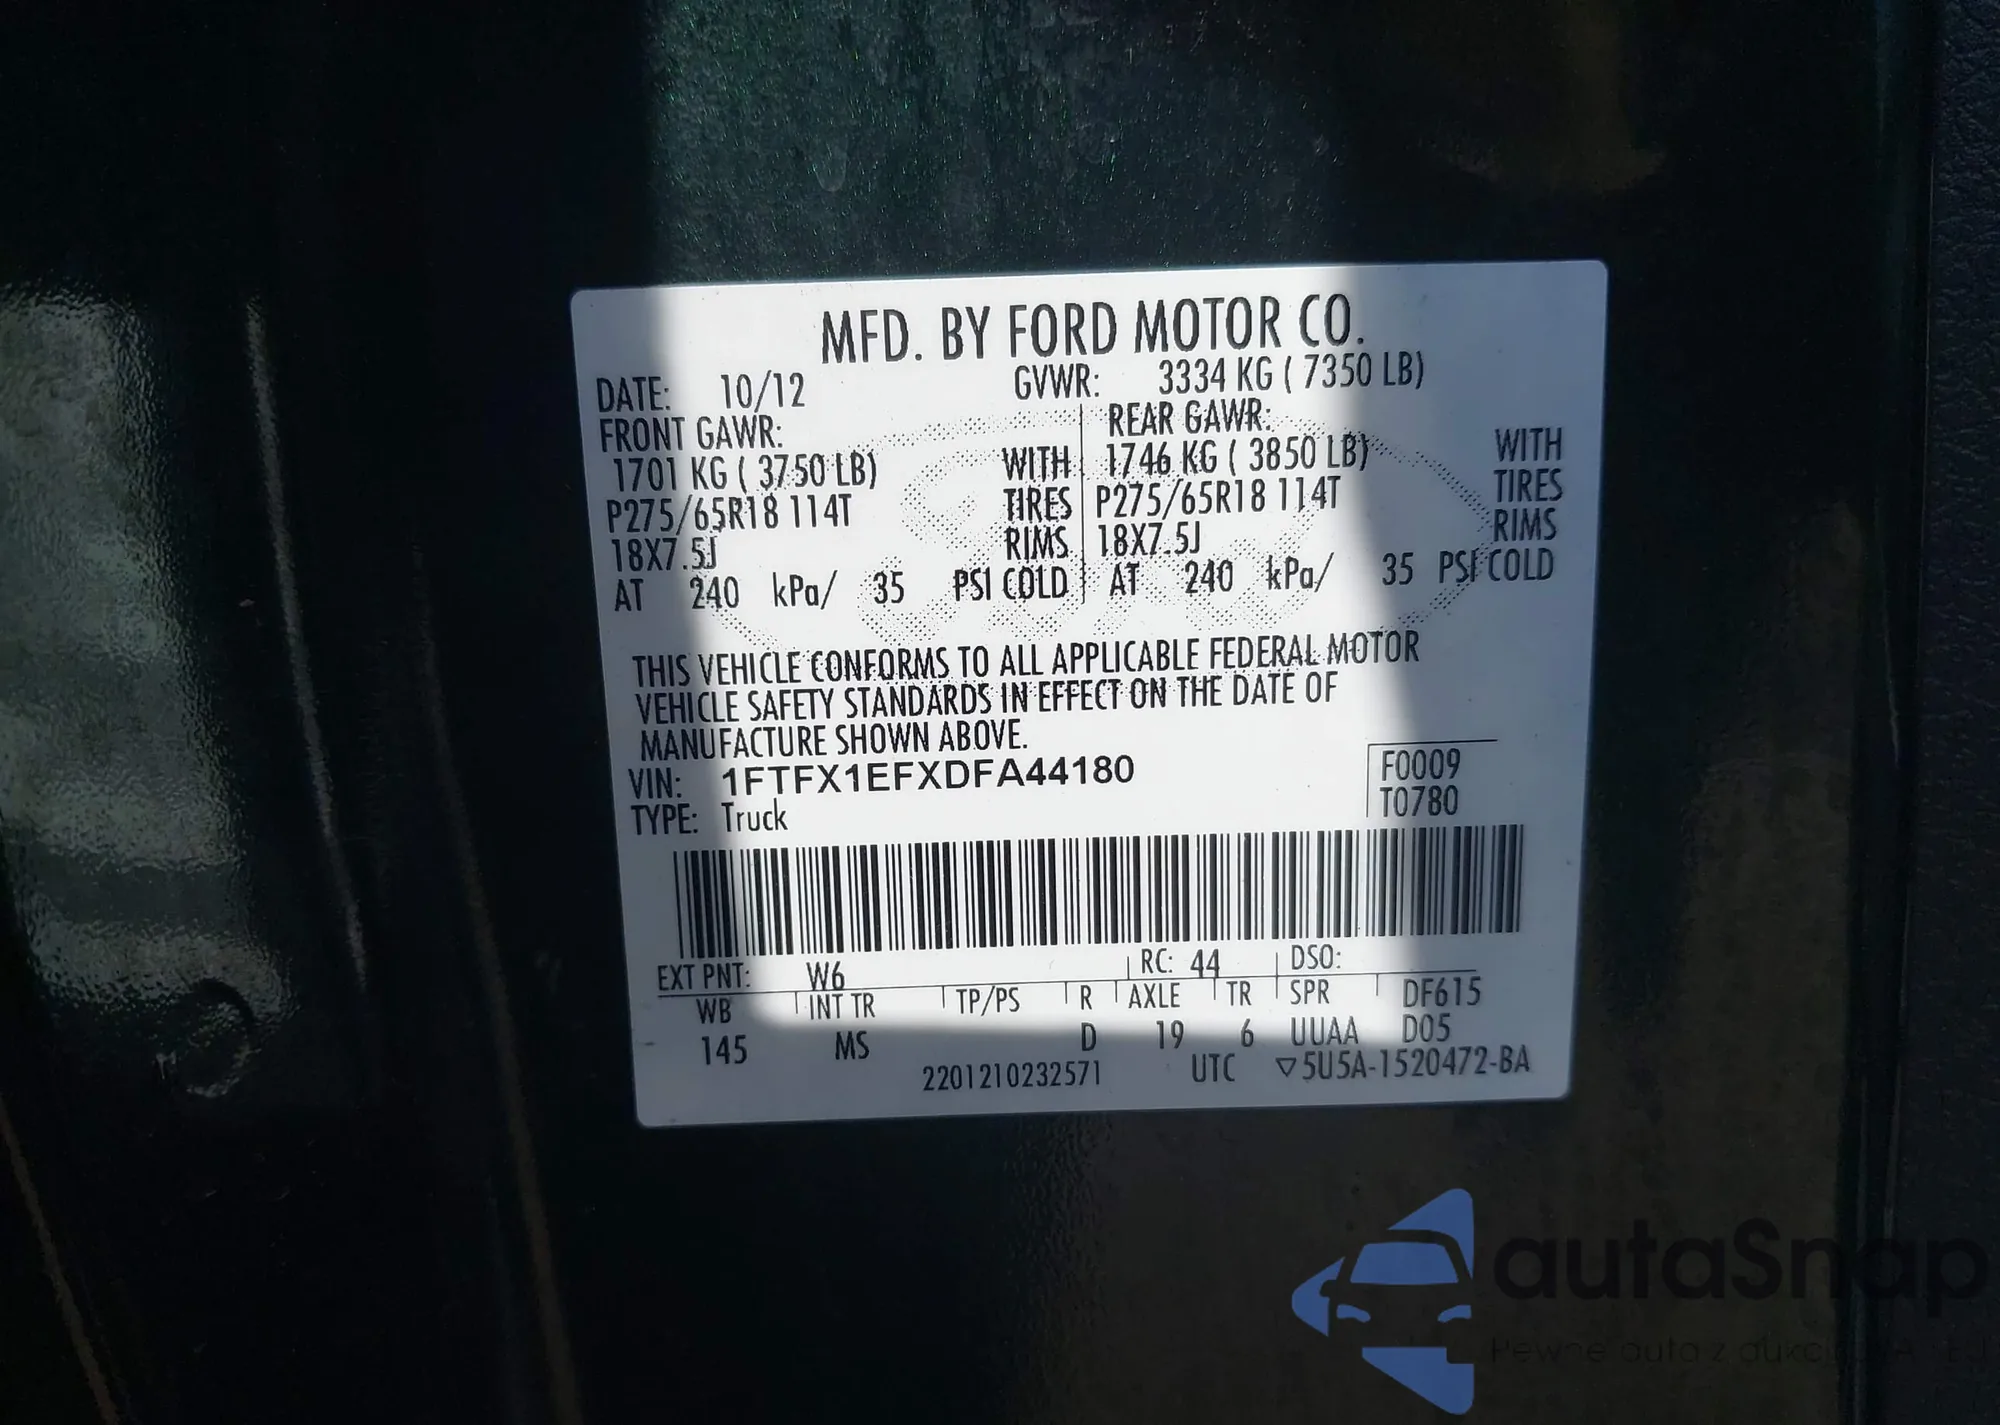 MFD. BY FORD MOTOR CO.
DATE: 10/12 GVWR: 3334 KG ( 7350 LB)
FRONT GAWR: REAR GAWR:
1701 KG ( 3750 LB) WITH 1746 KG ( 3850 LB) WITH
P275/65R18 114T TIRES P275/65R18 114T TIRES
18X7.5J RIMS 18X7.5J RIMS
AT 240 kPa/ 35 PSI COLD AT 240 kPa/ 35 PSI COLD
THIS VEHICLE CONFORMS TO ALL APPLICABLE FEDERAL MOTOR
VEHICLE SAFETY STANDARDS IN EFFECT ON THE DATE OF
MANUFACTURE SHOWN ABOVE.
VIN: 1FTFX1EFXDFA44180 F0009
TYPE: Truck T0780
EXT PNT: W6 RC: 44 DSO:
WB INT TR TP/PS R AXLE TR SPR DF615
145 MS D 19 6 UUAA D05
2201210232571 UTC ▽5U5A-1520472-BA
autaSnap
Pewne auta z